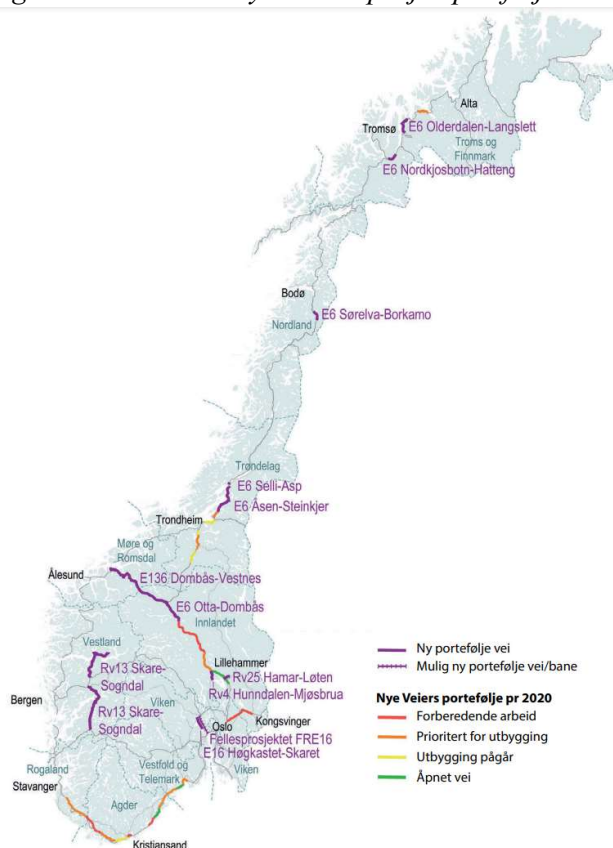 Alta
Tromsø
E6 Olderdalen-Langslett
Troms og
Finnmark
E6 Nordkjosbotn-Hatteng
Bodø
E6 Sørelva-Borkamo
Nordland
Trøndelag
E6 Selli-Asp
E6 Åsen-Steinkjer
Trondheim
Møre og
Romsdal
Ålesund
E136 Dombås-Vestnes
E6 Otta-Dombås
Innlandet
Vestland
Lillehammer
Rv13 Skare-
Sogndal
Rv25 Hamar-Løten
Rv4 Hunndalen-Mjøsbrua
Bergen
Viken
Rv13 Skare-
Sogndal
Oslo
Kongsvinger
Fellesprosjektet FRE16
E16 Høgkastet-Skaret
Rogaland
Vestfold og
Telemark
Viken
Stavanger
Agder
Kristiansand
Ny portefølje vei
Mulig ny portefølje vei/bane
Nye Veiers portefølje pr 2020
Forberedende arbeid
Prioritert for utbygging
Utbygging pågår
Åpnet vei